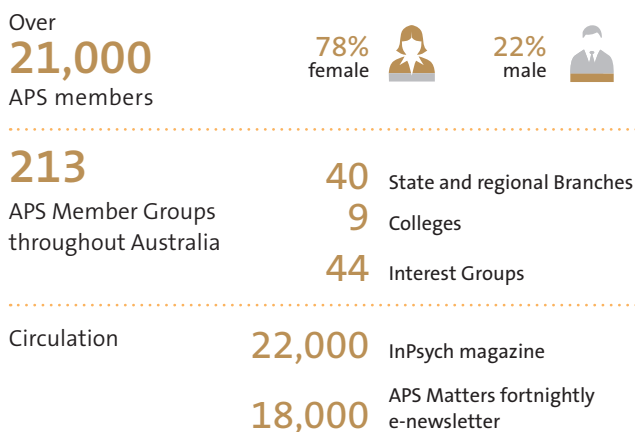 Over
21,000
APS members
78%
female
22%
male
213
APS Member Groups
throughout Australia
40 State and regional Branches
9 Colleges
44 Interest Groups
Circulation
22,000 InPsych magazine
18,000 APS Matters fortnightly
e-newsletter